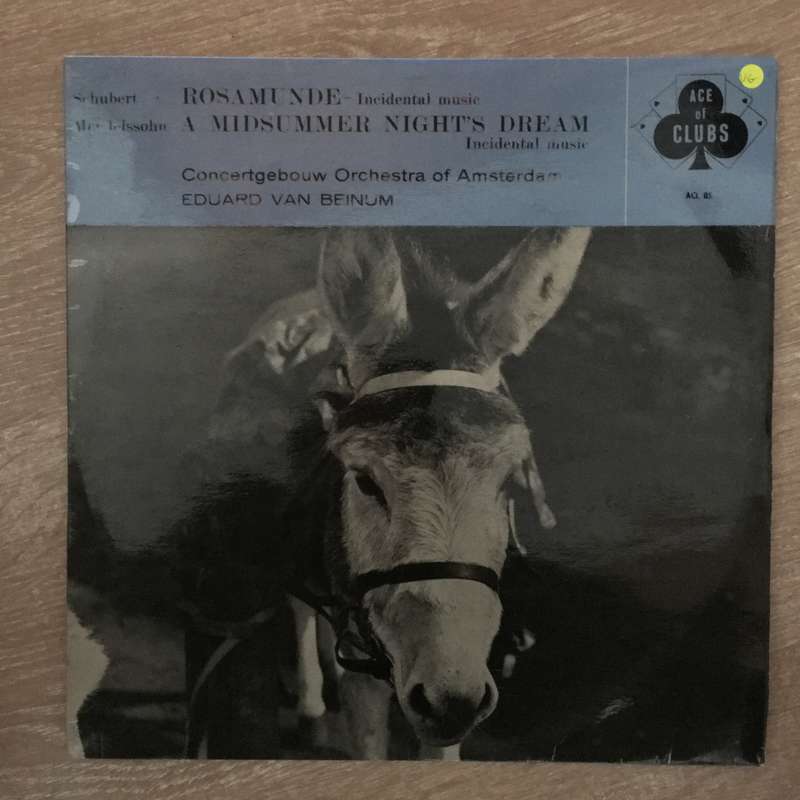 Schubert · ROSAMUNDE - Incidental music
Mendelssohn A MIDSUMMER NIGHT'S DREAM
Incidental music
Concertgebouw Orchestra of Amsterdam
EDUARD VAN BEINUM
ACE
of
CLUBS
ACL